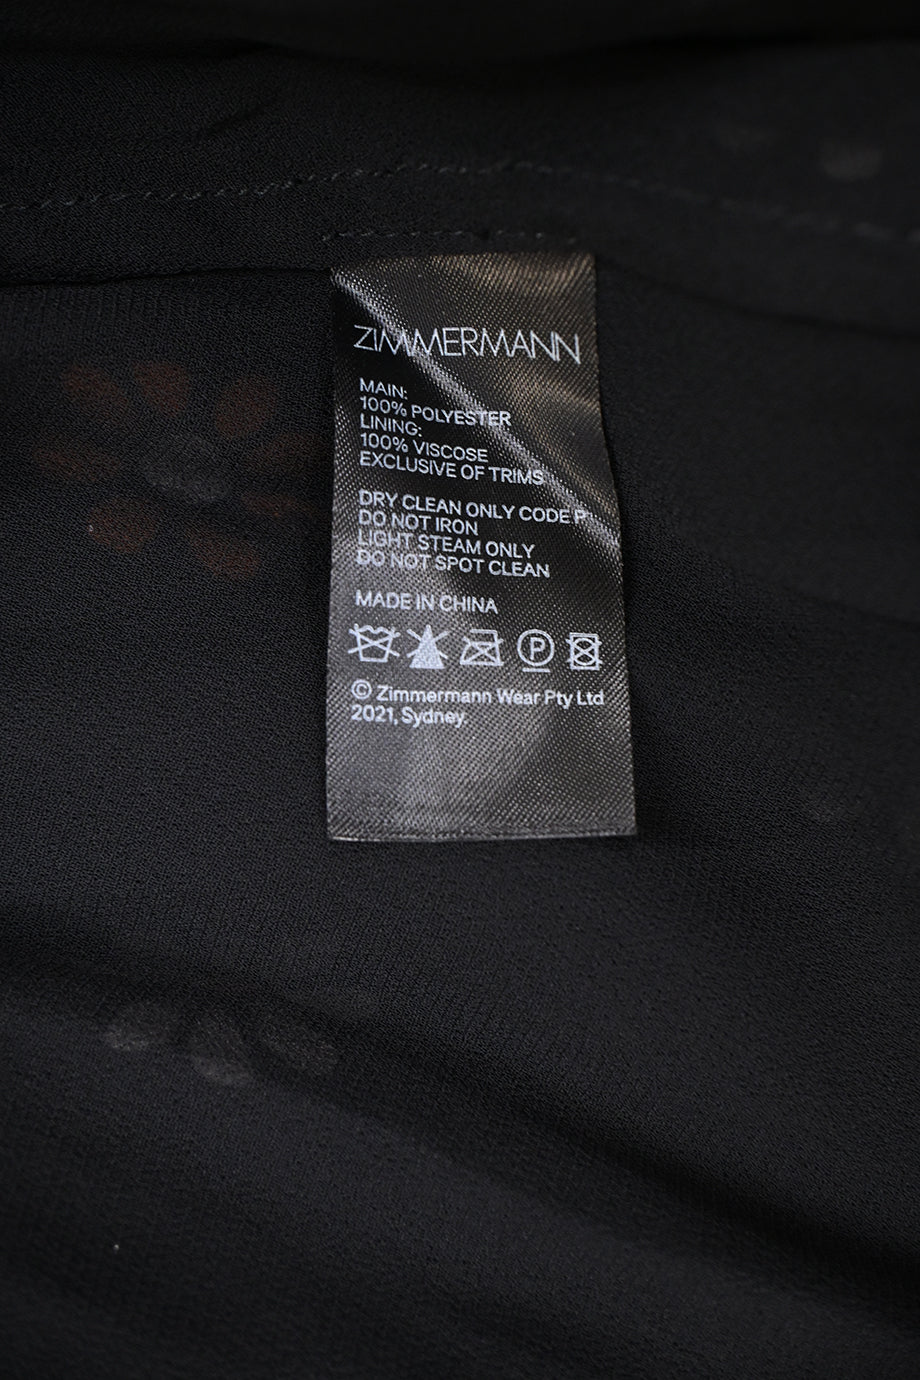 ZIMMERMANN
MAIN:
100% POLYESTER
LINING:
100% VISCOSE
EXCLUSIVE OF TRIMS
DRY CLEAN ONLY CODE P
DO NOT IRON
LIGHT STEAM ONLY
DO NOT SPOT CLEAN
MADE IN CHINA
P
© Zimmermann Wear Pty Ltd
2021, Sydney.